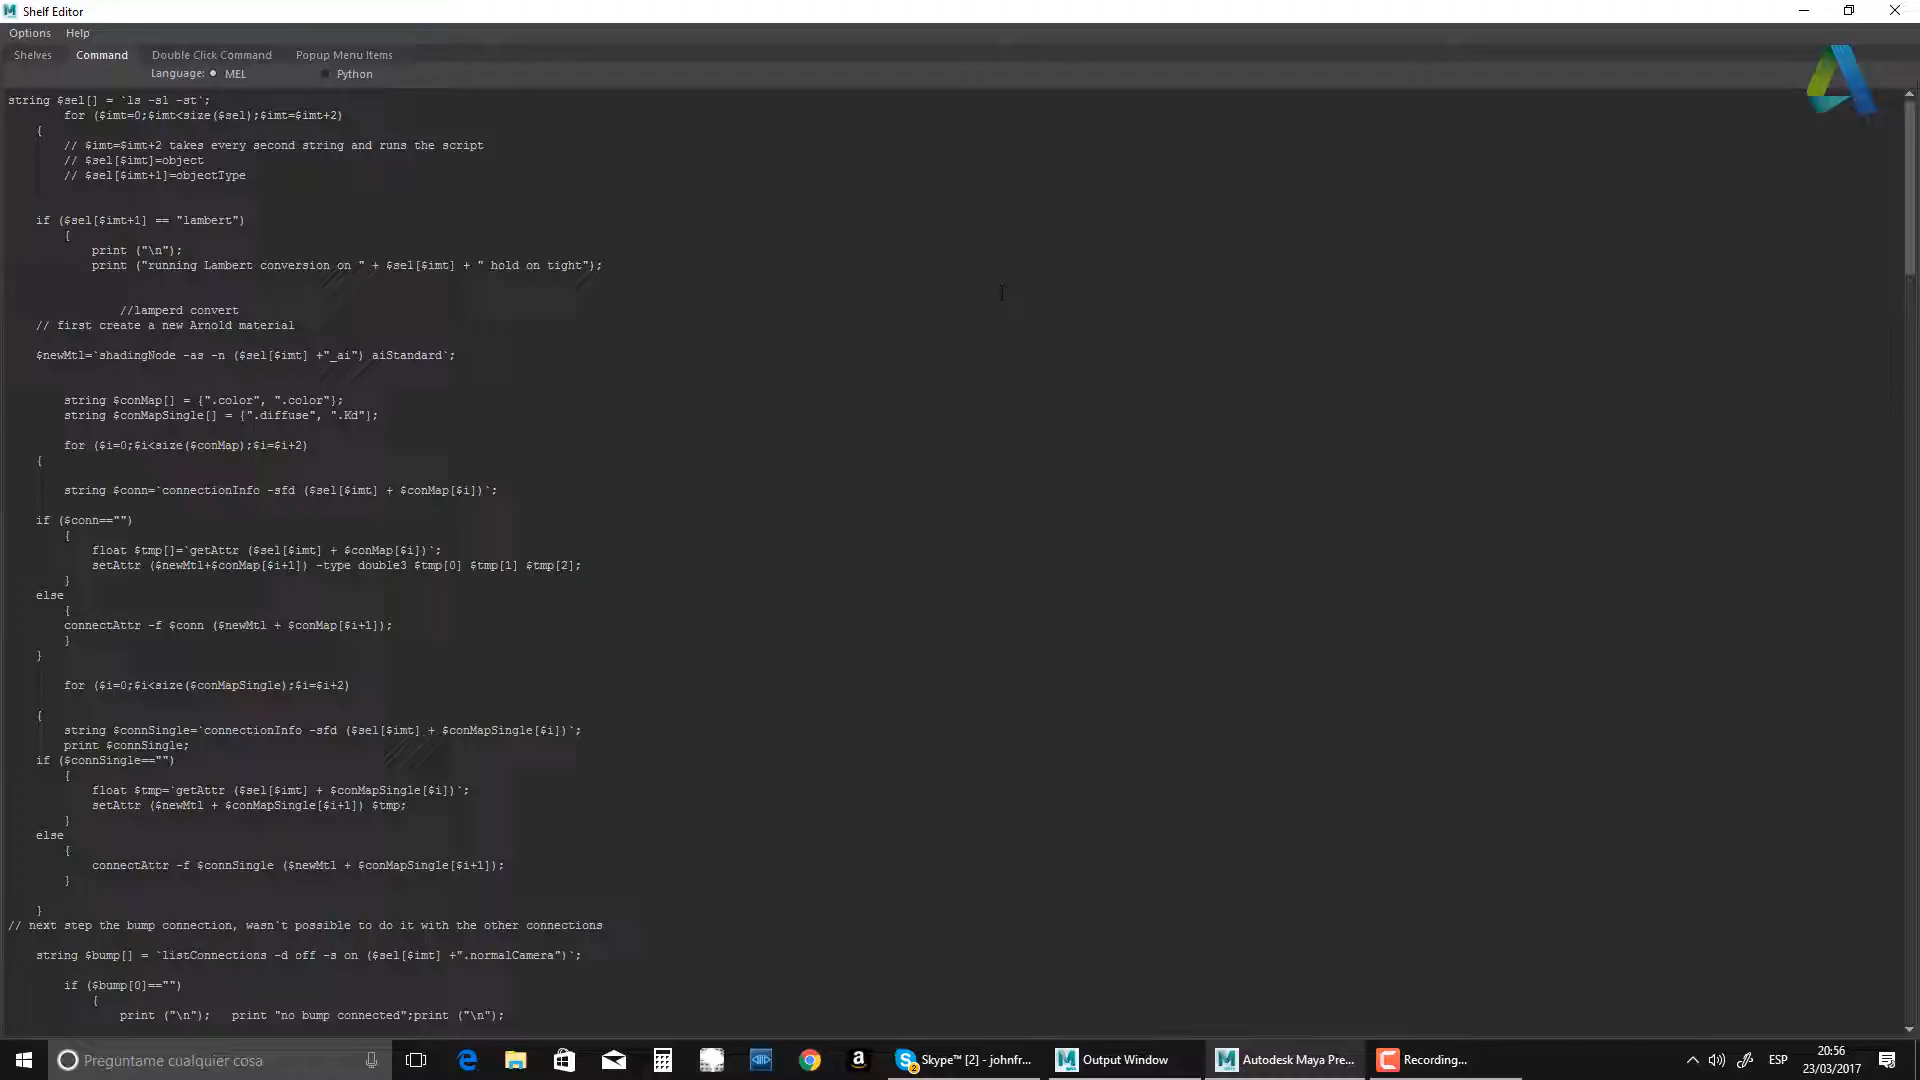 Shelf Editor
Options Help
Shelves Command Double Click Command Popup Menu Items
Language: MEL Python
string $sel[] = `ls -sl -st`;
for ($imt=0;$imt<size($sel);$imt=$imt+2)
{
// $imt=$imt+2 takes every second string and runs the script
// $sel[$imt]=object
// $sel[$imt+1]=objectType
if ($sel[$imt+1] == "lambert")
{
print ("\n");
print ("running Lambert conversion on " + $sel[$imt] + " hold on tight");
//lamperd convert
// first create a new Arnold material
$newMtl=`shadingNode -as -n ($sel[$imt] +"_ai") aiStandard`;
string $conMap[] = {".color", ".color"};
string $conMapSingle[] = {".diffuse", ".Kd"};
for ($i=0;$i<size($conMap);$i=$i+2)
{
string $conn=`connectionInfo -sfd ($sel[$imt] + $conMap[$i])`;
if ($conn=="")
{
float $tmp[]=`getAttr ($sel[$imt] + $conMap[$i])`;
setAttr ($newMtl+$conMap[$i+1]) -type double3 $tmp[0] $tmp[1] $tmp[2];
}
else
{
connectAttr -f $conn ($newMtl + $conMap[$i+1]);
}
}
for ($i=0;$i<size($conMapSingle);$i=$i+2)
{
string $connSingle=`connectionInfo -sfd ($sel[$imt] + $conMapSingle[$i])`;
print $connSingle;
if ($connSingle=="")
{
float $tmp=`getAttr ($sel[$imt] + $conMapSingle[$i])`;
setAttr ($newMtl + $conMapSingle[$i+1]) $tmp;
}
else
{
connectAttr -f $connSingle ($newMtl + $conMapSingle[$i+1]);
}
}
// next step the bump connection, wasn't possible to do it with the other connections
string $bump[] = `listConnections -d off -s on ($sel[$imt] +".normalCamera")`;
if ($bump[0]=="")
{
print ("\n"); print "no bump connected";print ("\n");
Pregúntame cualquier cosa
Skype™ [2] - johnfr...
Output Window
Autodesk Maya Pre...
Recording...
ESP
20:56
23/03/2017